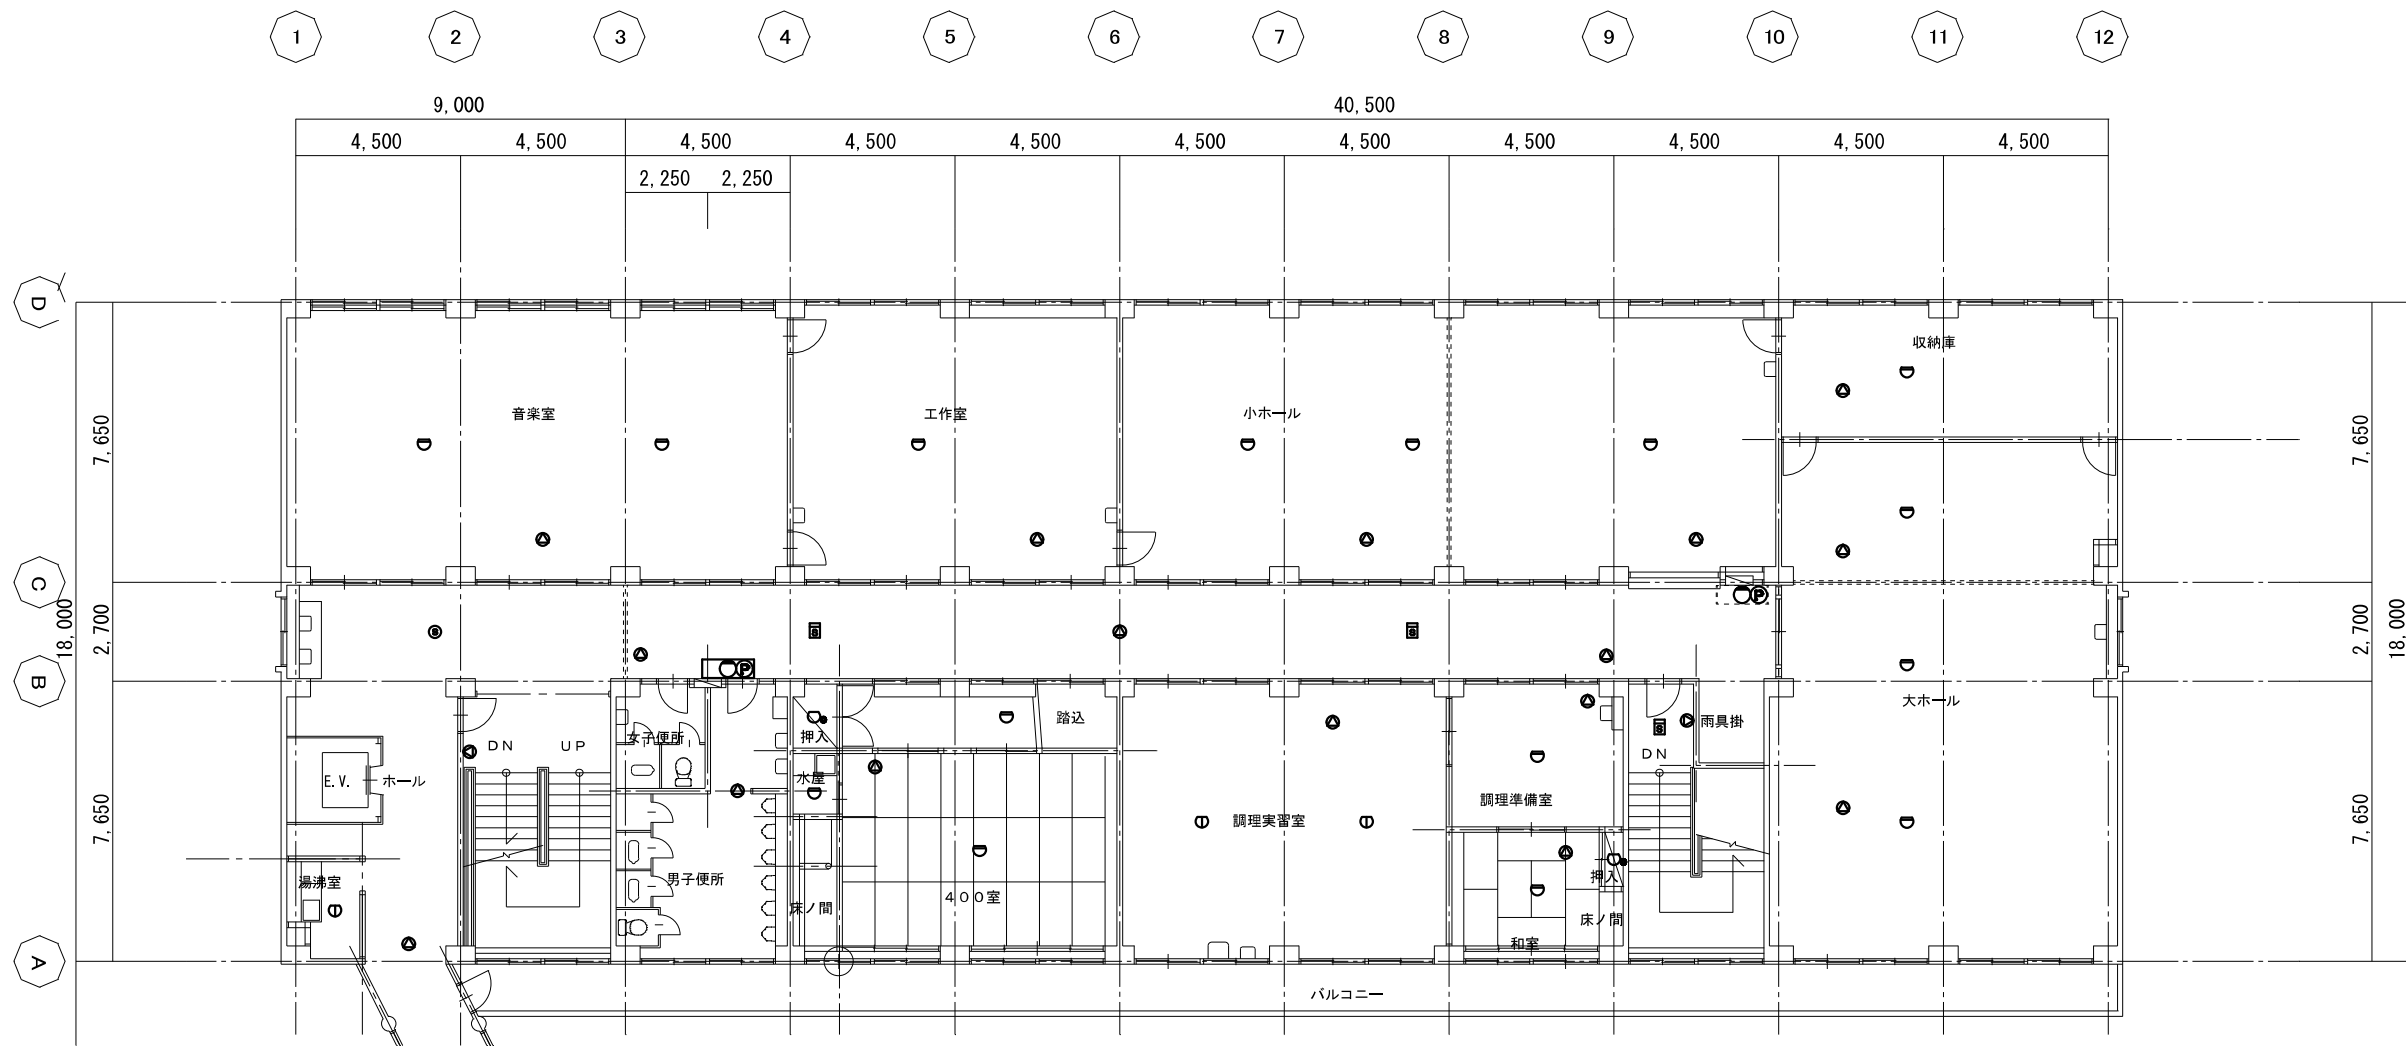 1 2 3 4 5 6 7 8 9 10 11 12
9,000 40,500
4,500 4,500 4,500 4,500 4,500 4,500 4,500 4,500 4,500 4,500 4,500
2,250 2,250
D
収納庫
音楽室 工作室 小ホール
7,650 7,650
C
S S S
P
18,000 2,700 2,700 18,000
P
B
大ホール
踏込 雨具掛
S
女子便所 押入
DN UP DN
E.V. ホール 水屋
調理準備室
7,650 調理実習室 7,650
湯沸室 男子便所 押入
400室
床ノ間 床ノ間
和室
A
バルコニー